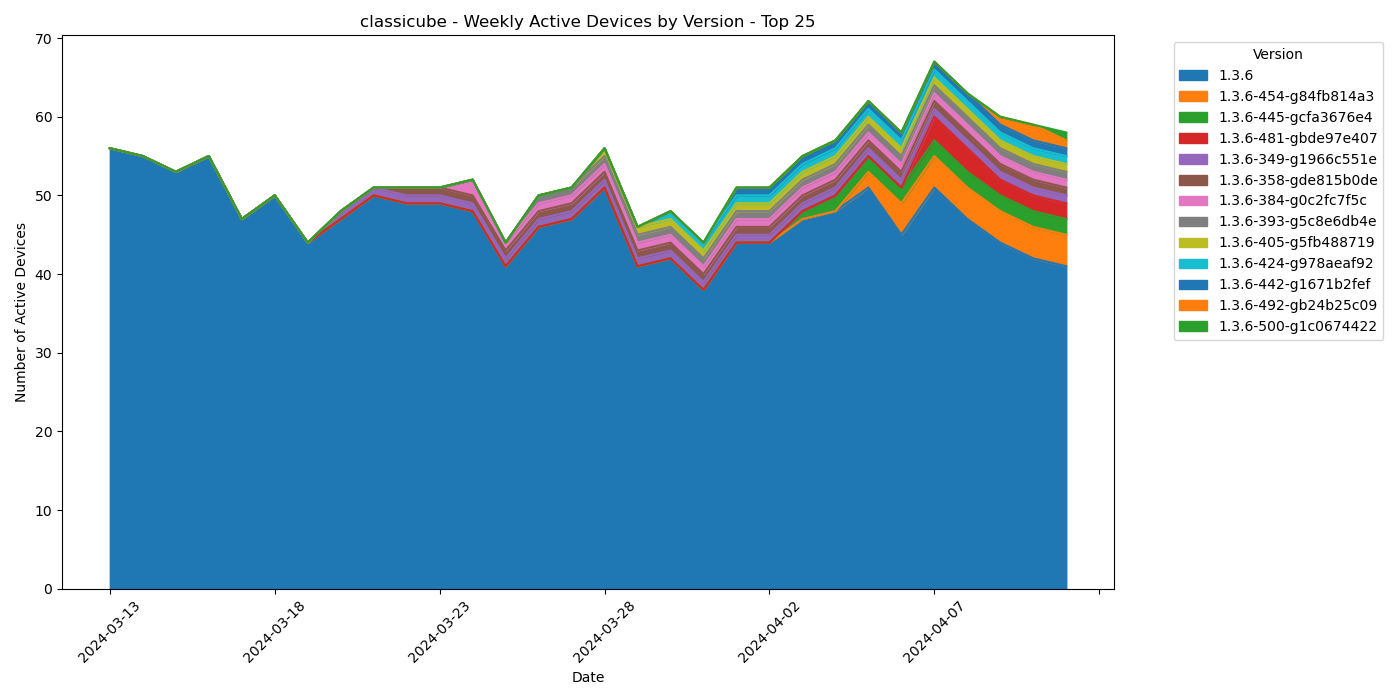 classicube - Weekly Active Devices by Version - Top 25
Number of Active Devices
70
60
50
40
30
20
10
0
2024-03-13
2024-03-18
2024-03-23
2024-03-28
2024-04-02
2024-04-07
Date
Version
1.3.6
1.3.6-454-g84fb814a3
1.3.6-445-gcfa3676e4
1.3.6-481-gbde97e407
1.3.6-349-g1966c551e
1.3.6-358-gde815b0de
1.3.6-384-g0c2fc7f5c
1.3.6-393-g5c8e6db4e
1.3.6-405-g5fb488719
1.3.6-424-g978aeaf92
1.3.6-442-g1671b2fef
1.3.6-492-gb24b25c09
1.3.6-500-g1c0674422